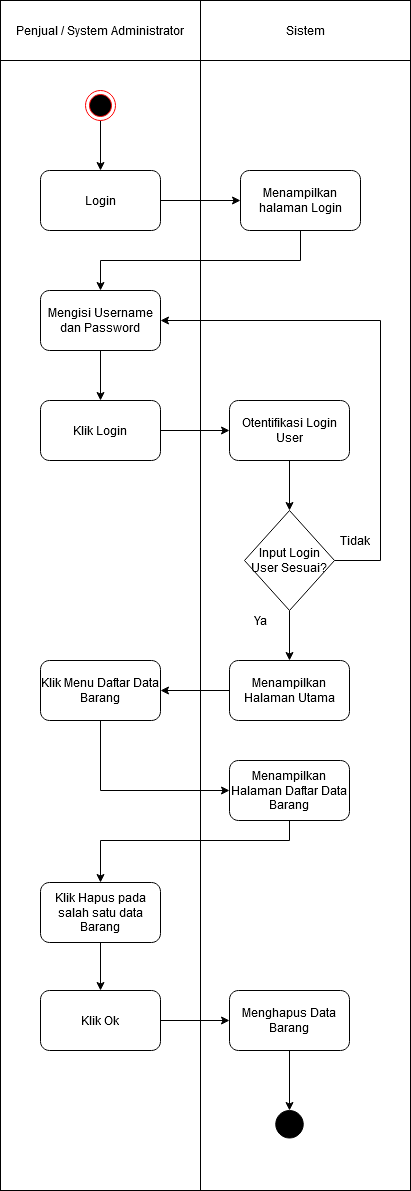 Penjual / System Administrator
Sistem
Login
Menampilkan
halaman Login
Mengisi Username
dan Password
Klik Login
Otentifikasi Login
User
Input Login
User Sesuai?
Tidak
Ya
Menampilkan
Halaman Utama
Klik Menu Daftar Data
Barang
Menampilkan
Halaman Daftar Data
Barang
Klik Hapus pada
salah satu data
Barang
Klik Ok
Menghapus Data
Barang